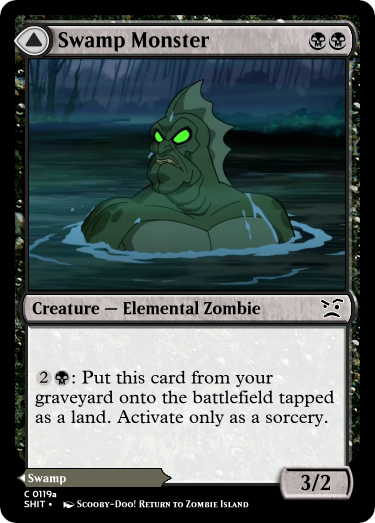 Swamp Monster
Creature — Elemental Zombie
2 : Put this card from your
graveyard onto the battlefield tapped
as a land. Activate only as a sorcery.
Swamp
3/2
C 0119a
SHIT • Scooby-Doo! Return to Zombie Island